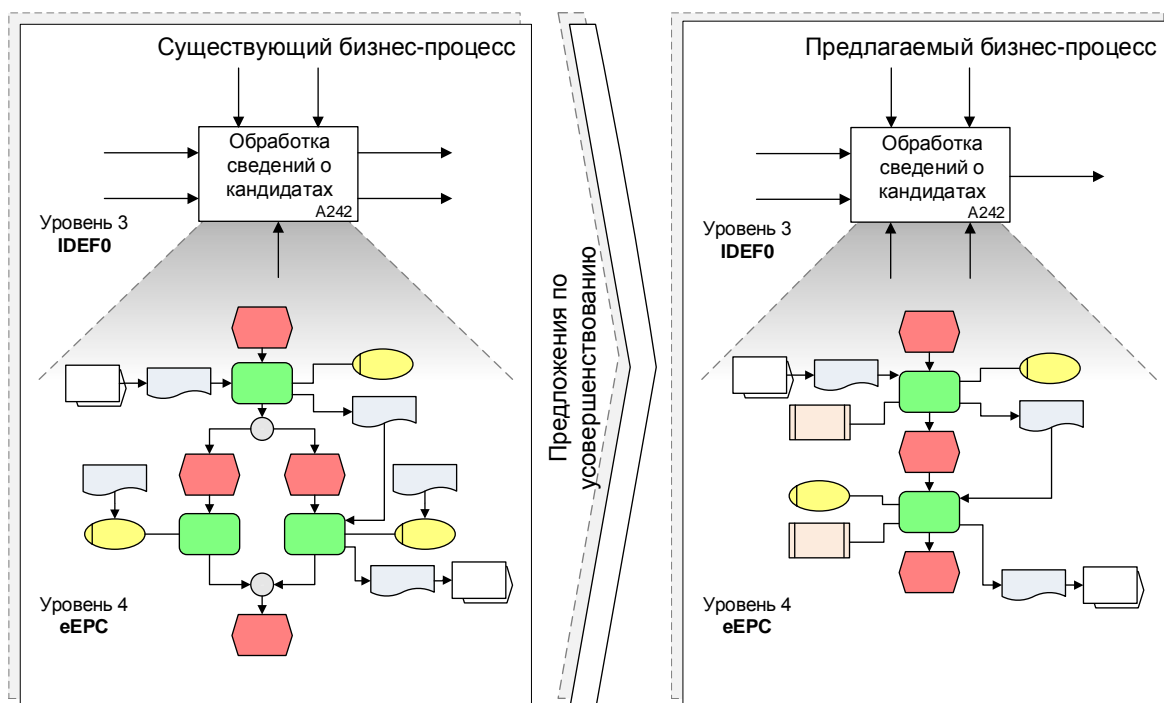 Существующий бизнес-процесс
Обработка
сведений о
кандидатах
A242
Уровень 3
IDEF0
Уровень 4
eEPC
Предложения по
усовершенствованию
Предлагаемый бизнес-процесс
Обработка
сведений о
кандидатах
A242
Уровень 3
IDEF0
Уровень 4
eEPC